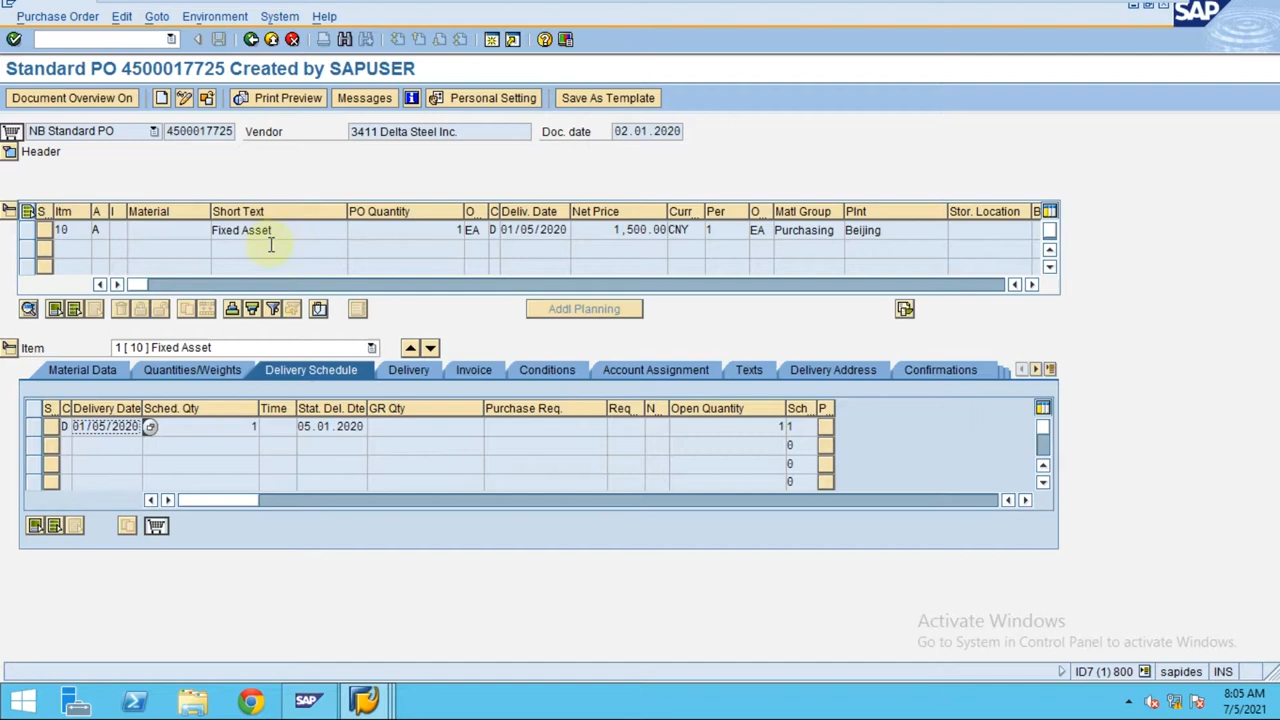 Purchase Order Edit Goto Environment System Help
SAP
Standard PO 4500017725 Created by SAPUSER
Document Overview On Print Preview Messages Personal Setting Save As Template
NB Standard PO 4500017725 Vendor 3411 Delta Steel Inc. Doc. date 02.01.2020
Header
S... Itm A I Material Short Text PO Quantity O... C Deliv. Date Net Price Curr... Per O... Matl Group Plnt Stor. Location B
10 A Fixed Asset 1 EA D 01/05/2020 1,500.00 CNY 1 EA Purchasing Beijing
Addl Planning
Item 1 [ 10 ] Fixed Asset
Material Data Quantities/Weights Delivery Schedule Delivery Invoice Conditions Account Assignment Texts Delivery Address Confirmations
S... C Delivery Date Sched. Qty Time Stat. Del. Dte GR Qty Purchase Req. Req... N... Open Quantity Sch... P...
D 01/05/2020 1 05.01.2020 1 1
0
0
0
Activate Windows
Go to System in Control Panel to activate Windows.
ID7 (1) 800 sapides INS
SAP 8:05 AM
7/5/2021